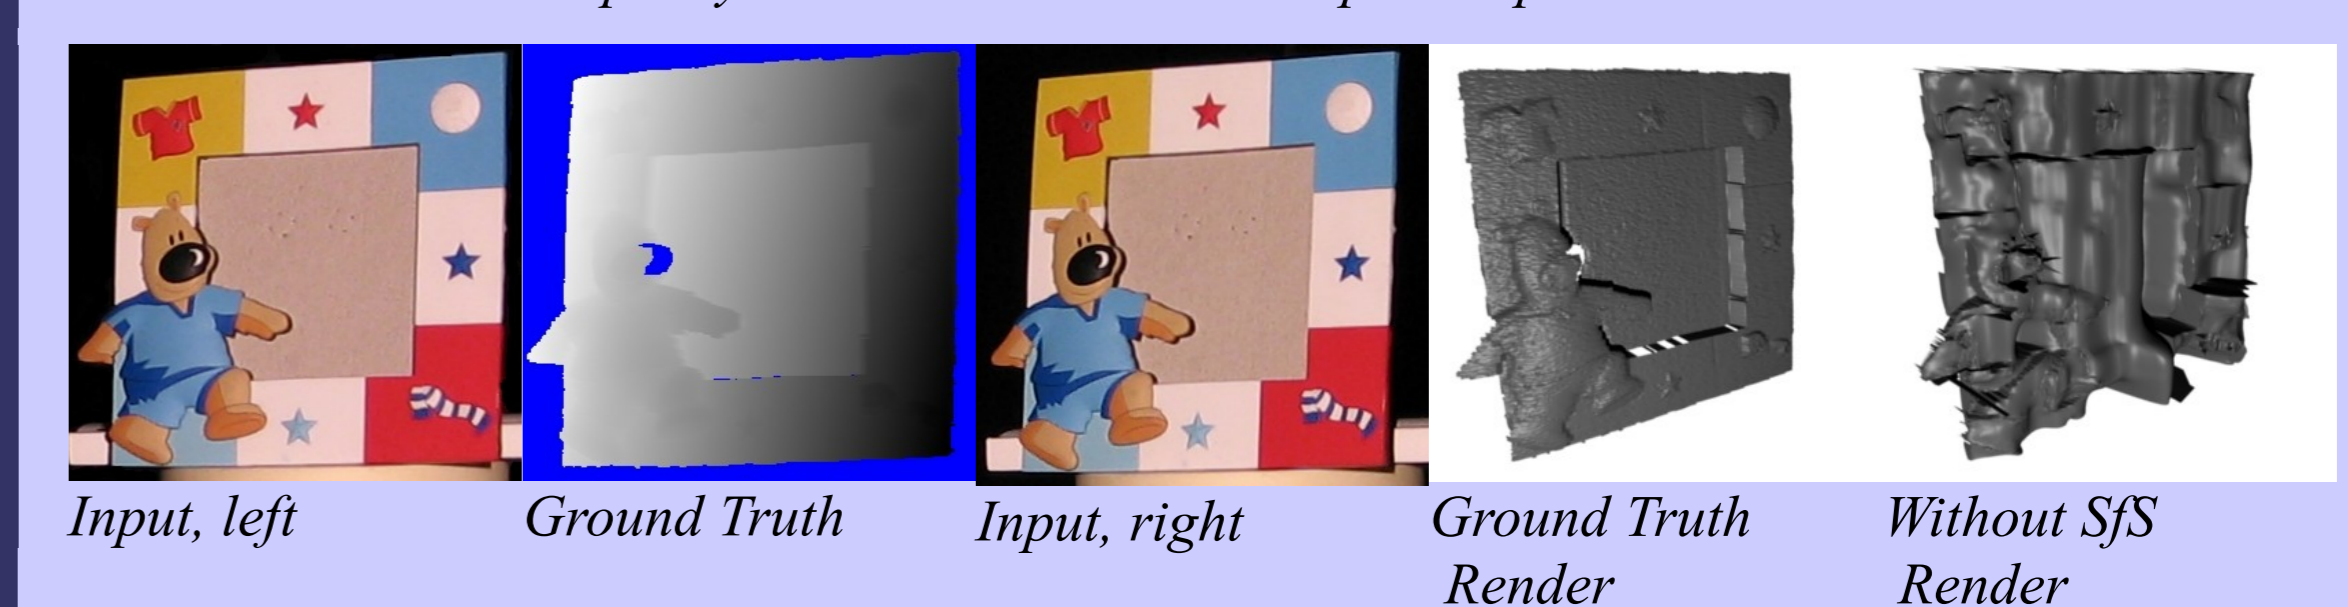 Input, left
Ground Truth
Input, right
Ground Truth
Render
Without SfS
Render